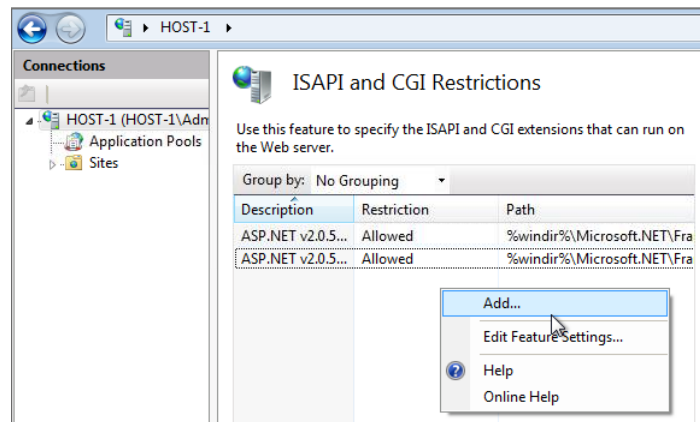 HOST-1
Connections
ISAPI and CGI Restrictions
HOST-1 (HOST-1\Adm
Application Pools
Sites
Use this feature to specify the ISAPI and CGI extensions that can run on
the Web server.
Group by: No Grouping
Description Restriction Path
ASP.NET v2.0.5... Allowed %windir%\Microsoft.NET\Fra
ASP.NET v2.0.5... Allowed %windir%\Microsoft.NET\Fra
Add...
Edit Feature Settings...
Help
Online Help